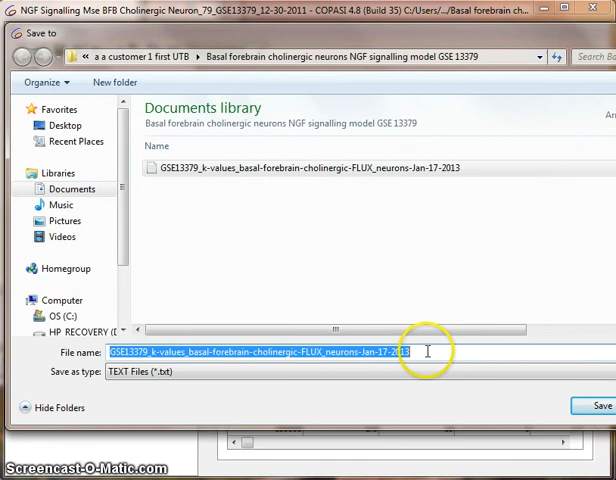 NGF Signalling Mse BFB Cholinergic Neuron_79_GSE13379_12-30-2011 - COPASI 4.8 (Build 35) C:/Users/.../Basal forebrain ch...
Save to
a a customer 1 first UTB Basal forebrain cholinergic neurons NGF signalling model GSE 13379 Search Bas
Organize New folder
Favorites
Desktop
Recent Places
Libraries
Documents
Music
Pictures
Videos
Homegroup
Computer
OS (C:)
HP_RECOVERY (D
Documents library
Basal forebrain cholinergic neurons NGF signalling model GSE 13379
Name
GSE13379_k-values_basal-forebrain-cholinergic-FLUX_neurons-Jan-17-2013
File name: GSE13379_k-values_basal-forebrain-cholinergic-FLUX_neurons-Jan-17-2013
Save as type: TEXT Files (*.txt)
Hide Folders
Save
Screencast-O-Matic.com